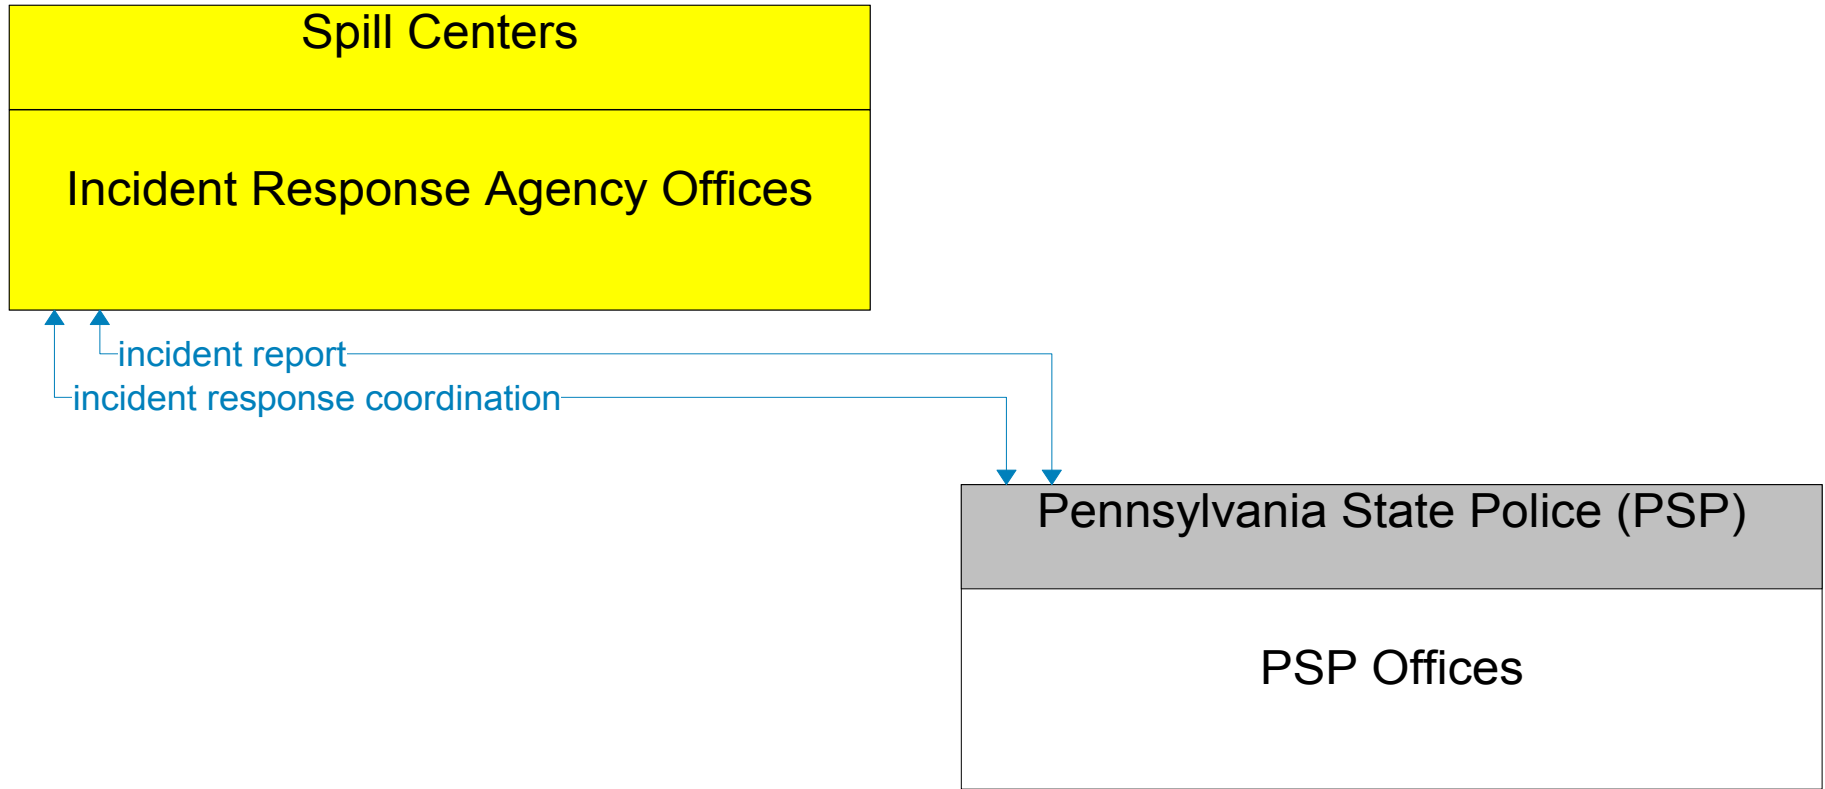 Spill Centers
Incident Response Agency Offices
incident report
incident response coordination
Pennsylvania State Police (PSP)
PSP Offices